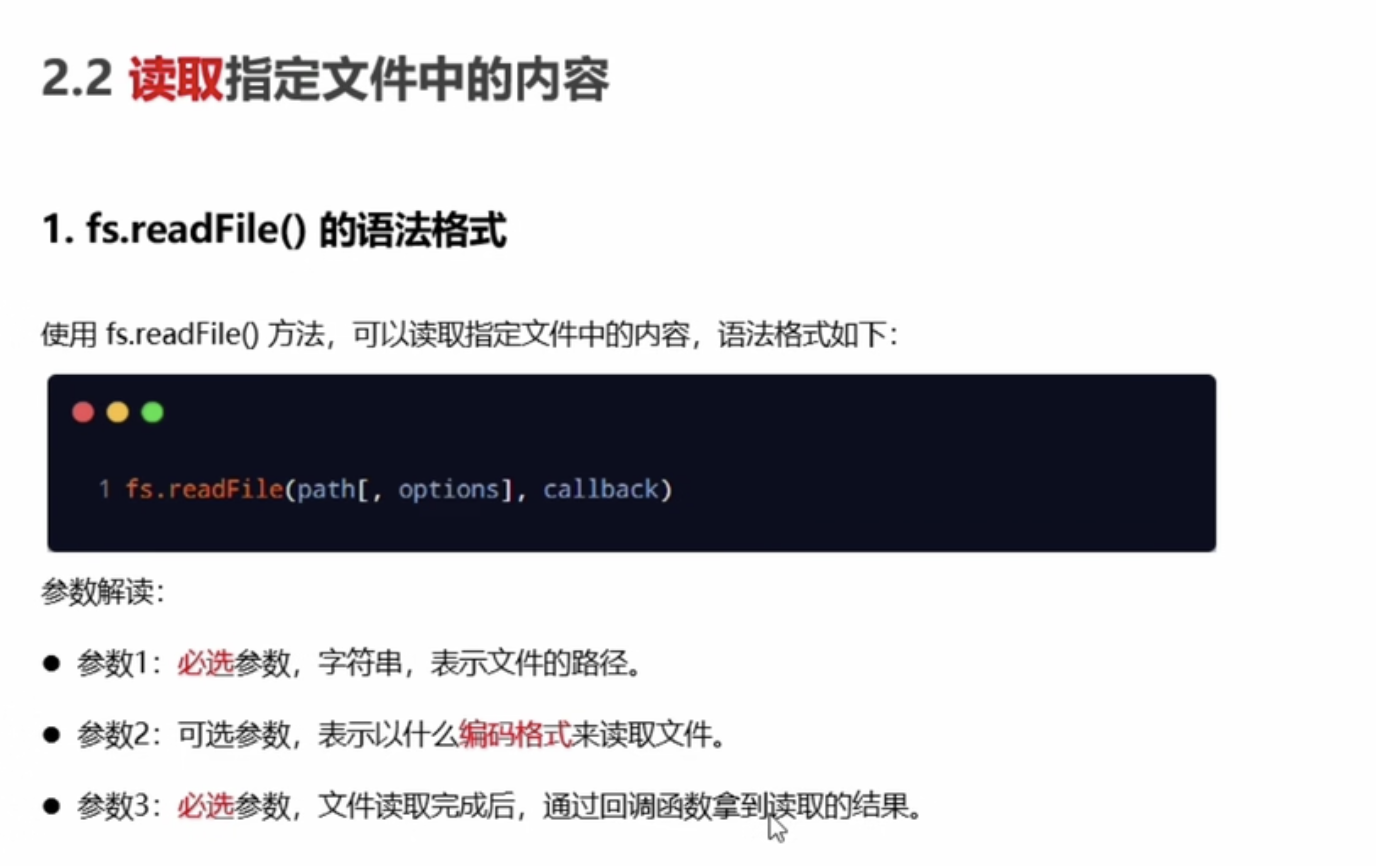 2.2 读取指定文件中的内容
1. fs.readFile() 的语法格式
使用 fs.readFile() 方法，可以读取指定文件中的内容，语法格式如下：
1 fs.readFile(path[, options], callback)
参数解读：
● 参数1：必选参数，字符串，表示文件的路径。
● 参数2：可选参数，表示以什么编码格式来读取文件。
● 参数3：必选参数，文件读取完成后，通过回调函数拿到读取的结果。